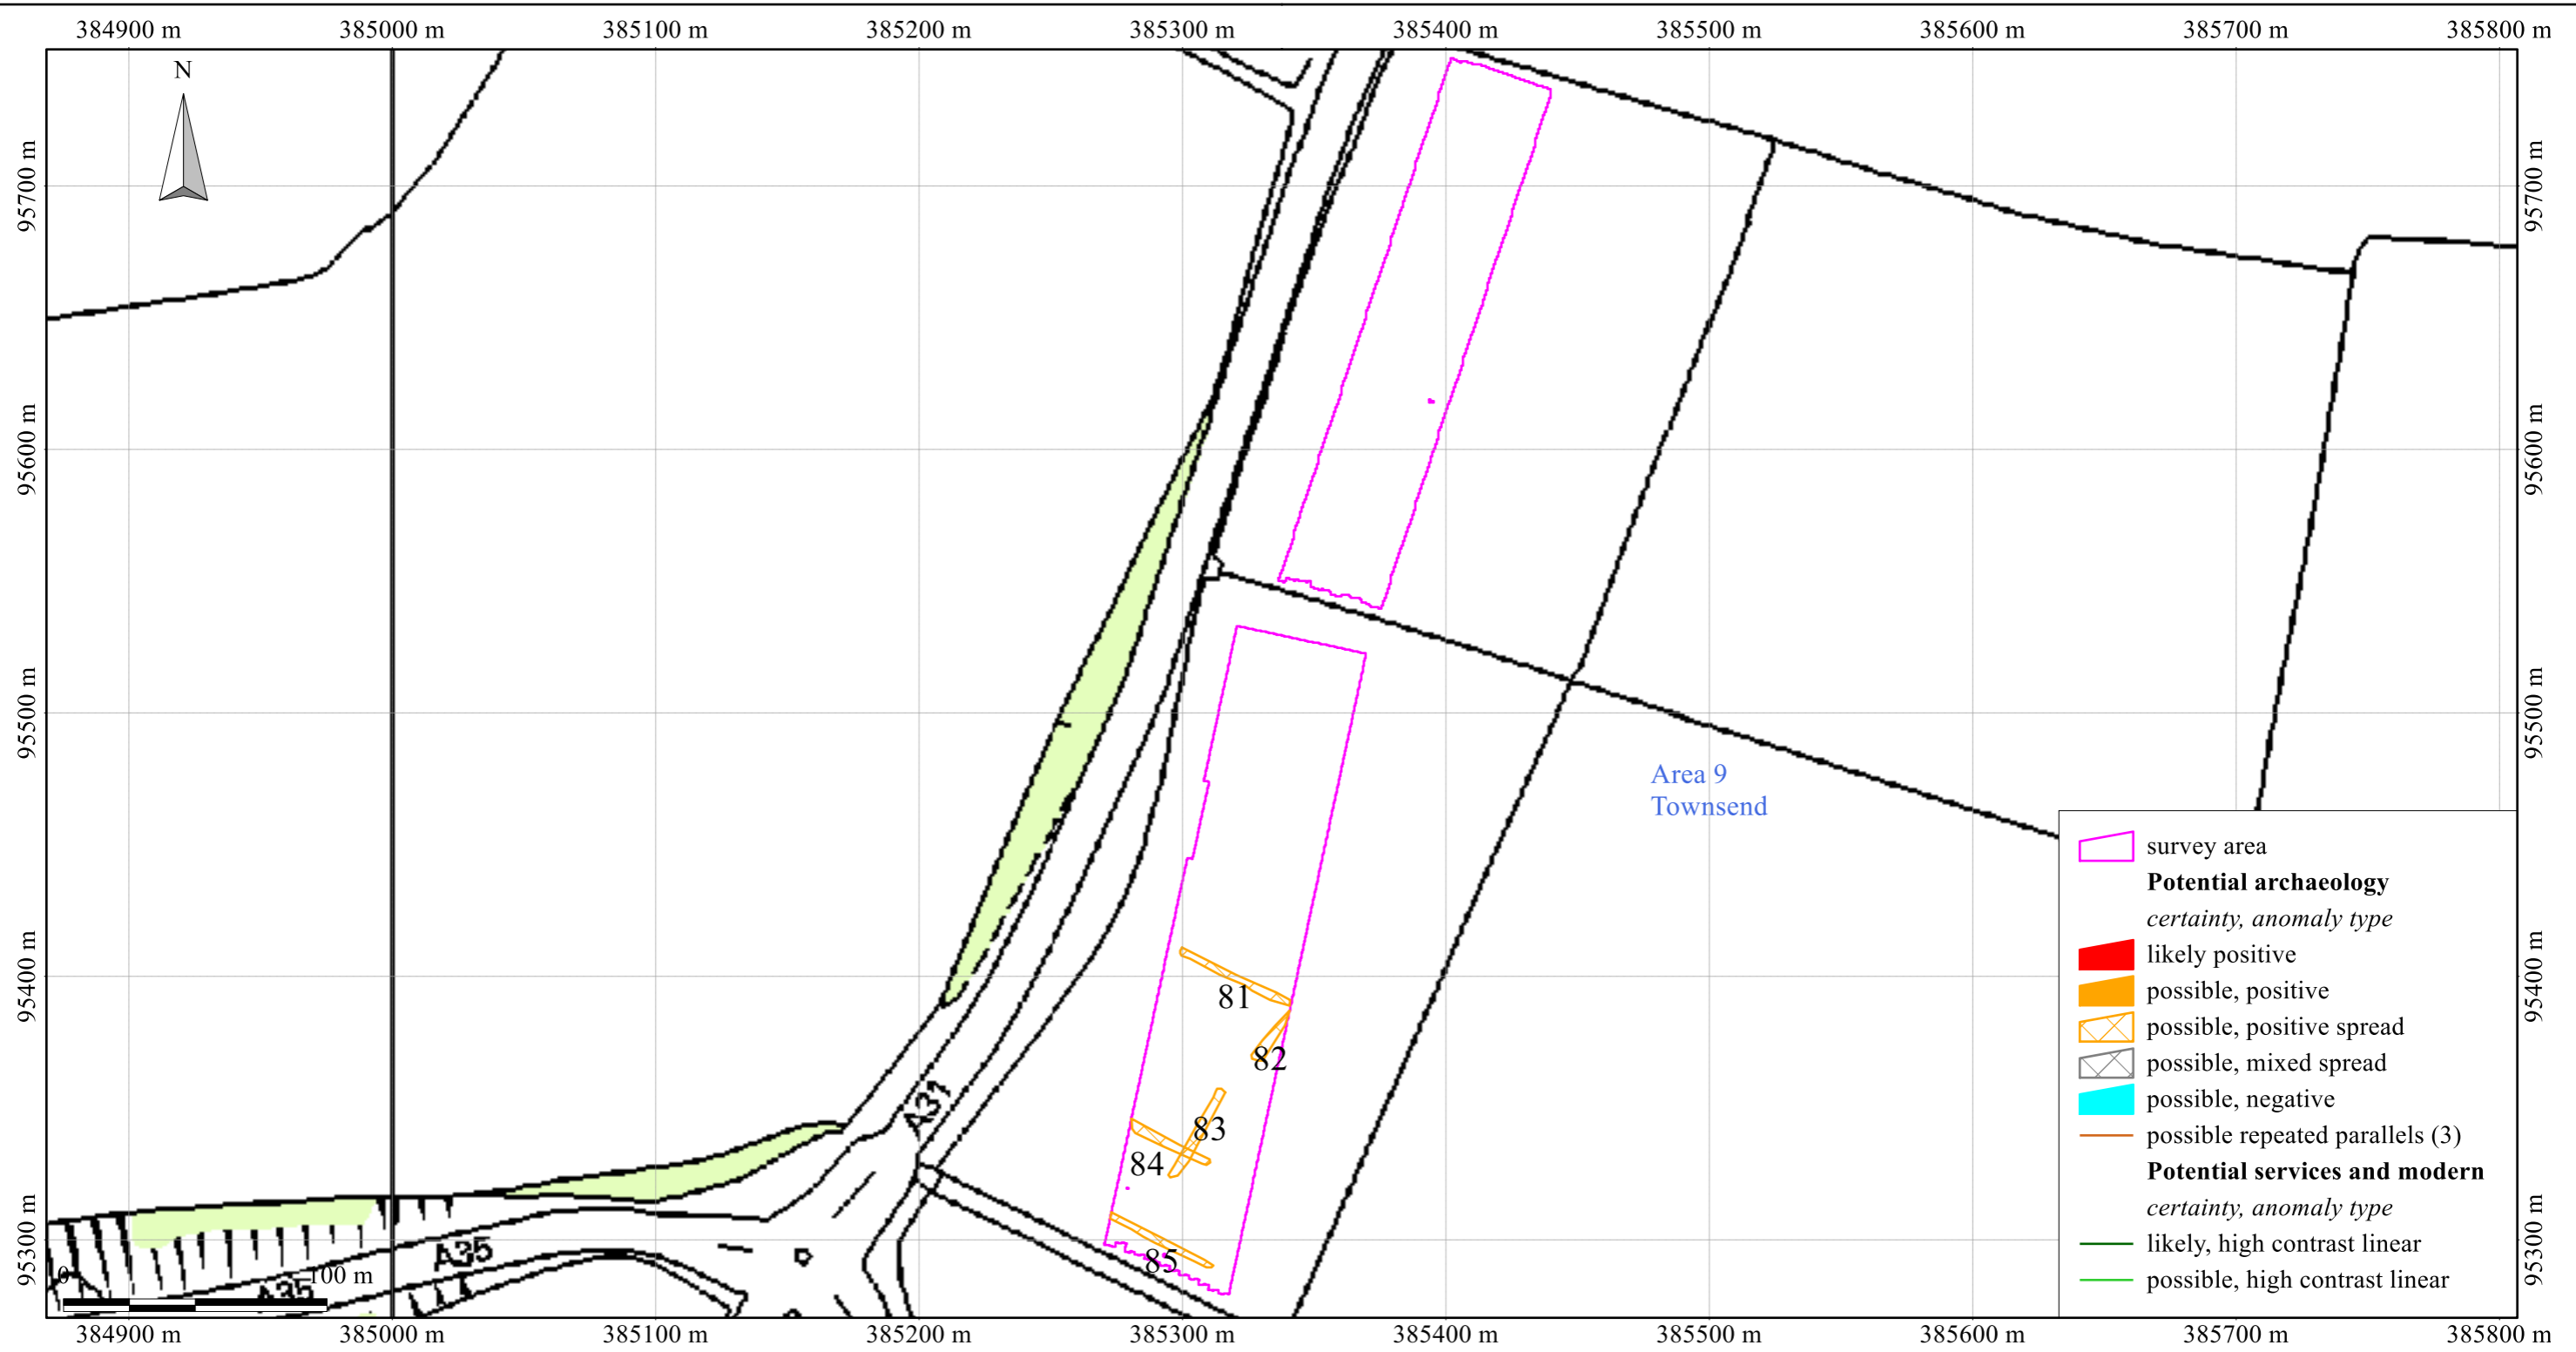 384900 m 385000 m 385100 m 385200 m 385300 m 385400 m 385500 m 385600 m 385700 m 385800 m
N
95700 m 95700 m
95600 m 95600 m
95500 m 95500 m
Area 9
Townsend
survey area
Potential archaeology
certainty, anomaly type
likely positive
possible, positive
possible, positive spread
possible, mixed spread
possible, negative
possible repeated parallels (3)
Potential services and modern
certainty, anomaly type
likely, high contrast linear
possible, high contrast linear
95400 m 95400 m
81
82
A31
83
84
95300 m 95300 m
A35
85
0 100 m
A35
384900 m 385000 m 385100 m 385200 m 385300 m 385400 m 385500 m 385600 m 385700 m 385800 m